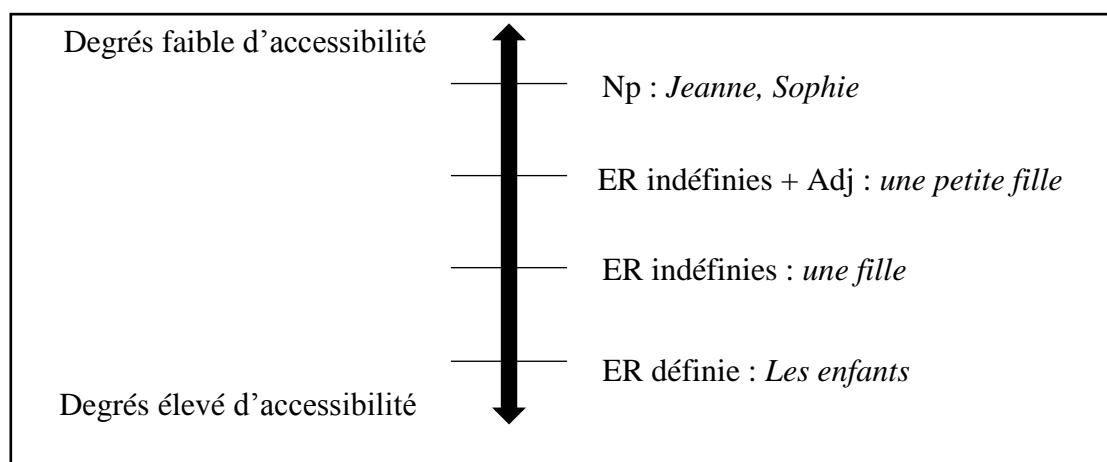 Degrés faible d’accessibilité
Np : Jeanne, Sophie
ER indéfinies + Adj : une petite fille
ER indéfinies : une fille
ER définie : Les enfants
Degrés élevé d’accessibilité